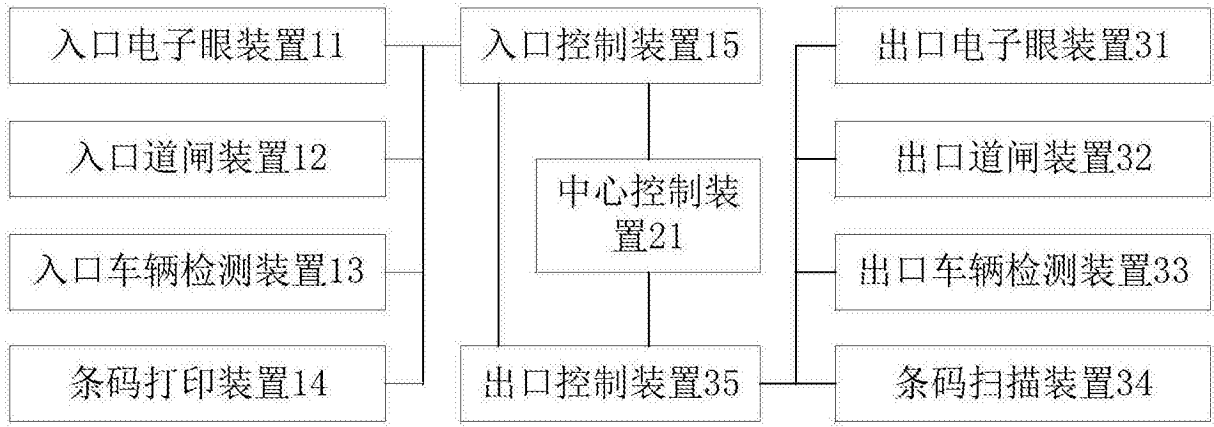 入口电子眼装置11
入口控制装置15
出口电子眼装置31
入口道闸装置12
中心控制装
置21
出口道闸装置32
入口车辆检测装置13
出口车辆检测装置33
条码打印装置14
出口控制装置35
条码扫描装置34